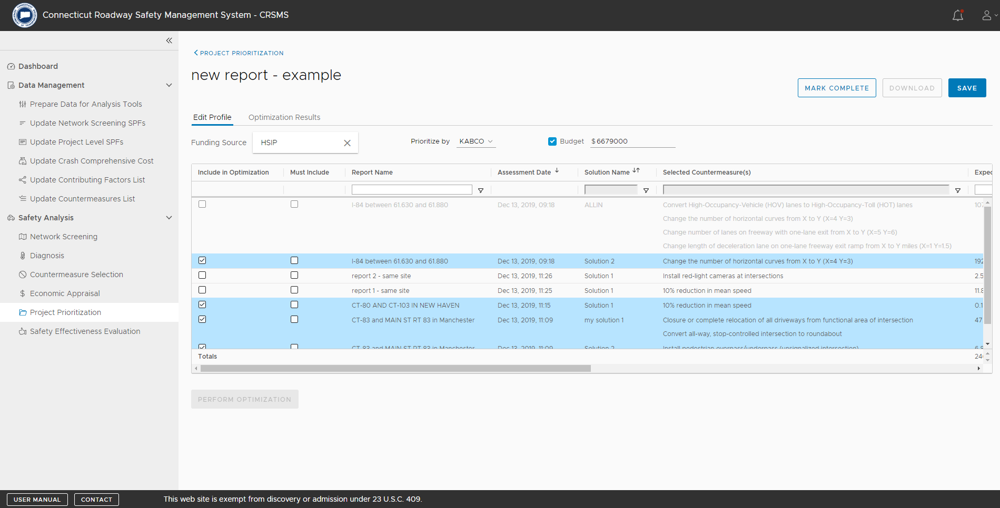 Connecticut Roadway Safety Management System - CRSMS
Dashboard
Data Management
Prepare Data for Analysis Tools
Update Network Screening SPFs
Update Project Level SPFs
Update Crash Comprehensive Cost
Update Contributing Factors List
Update Countermeasures List
Safety Analysis
Network Screening
Diagnosis
Countermeasure Selection
Economic Appraisal
Project Prioritization
Safety Effectiveness Evaluation
PROJECT PRIORITIZATION
new report - example
MARK COMPLETE DOWNLOAD SAVE
Edit Profile Optimization Results
Funding Source HSIP Prioritize by KABCO Budget $ 6679000
Include in Optimization Must Include Report Name Assessment Date Solution Name Selected Countermeasure(s) Expec
I-84 between 61.630 and 61.880 Dec 13, 2019, 09:18 ALLIN Convert High-Occupancy-Vehicle (HOV) lanes to High-Occupancy-Toll (HOT) lanes 107
Change the number of horizontal curves from X to Y (X=4 Y=3)
Change number of lanes on freeway with one-lane exit from X to Y (X=5 Y=6)
Change length of deceleration lane on one-lane freeway exit ramp from X to Y miles (X=1 Y=1.5)
I-84 between 61.630 and 61.880 Dec 13, 2019, 09:18 Solution 2 Change the number of horizontal curves from X to Y (X=4 Y=3) 192
report 2 - same site Dec 13, 2019, 11:26 Solution 1 Install red-light cameras at intersections 2.5
report 1 - same site Dec 13, 2019, 11:25 Solution 1 10% reduction in mean speed 11.8
CT-80 AND CT-103 IN NEW HAVEN Dec 13, 2019, 11:15 Solution 1 10% reduction in mean speed 0.1
CT-83 and MAIN ST RT 83 in Manchester Dec 13, 2019, 11:09 my solution 1 Closure or complete relocation of all driveways from functional area of intersection 47
Convert all-way, stop-controlled intersection to roundabout
CT-83 and MAIN ST RT 83 in Manchester Dec 13, 2019, 11:09 Solution 2 Install pedestrian overpass/underpass (unsignalized intersection)
Totals 240
PERFORM OPTIMIZATION
USER MANUAL CONTACT This web site is exempt from discovery or admission under 23 U.S.C. 409.